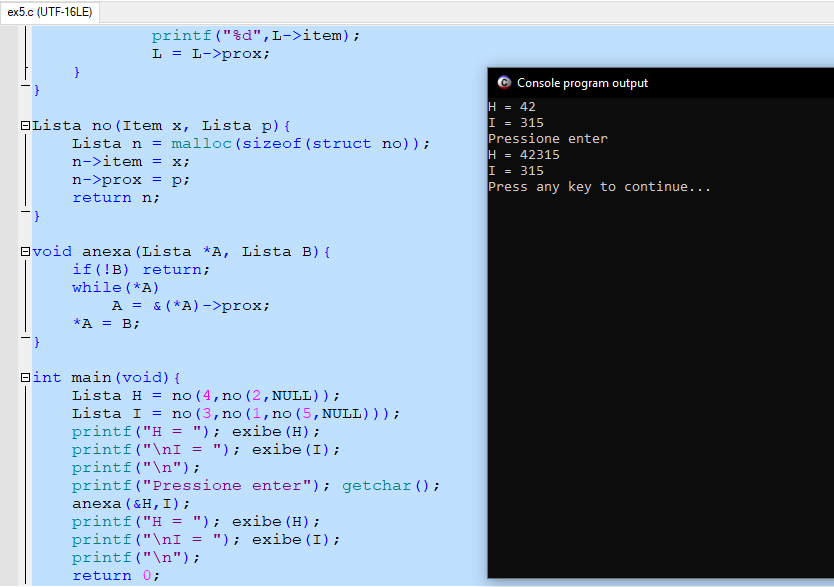 ex5.c (UTF-16LE)
printf("%d",L->item);
L = L->prox;
}
}
Lista no(Item x, Lista p){
Lista n = malloc(sizeof(struct no));
n->item = x;
n->prox = p;
return n;
}
void anexa(Lista *A, Lista B){
if(!B) return;
while(*A)
A = &(*A)->prox;
*A = B;
}
int main(void){
Lista H = no(4,no(2,NULL));
Lista I = no(3,no(1,no(5,NULL)));
printf("H = "); exibe(H);
printf("\nI = "); exibe(I);
printf("\n");
printf("Pressione enter"); getchar();
anexa(&H,I);
printf("H = "); exibe(H);
printf("\nI = "); exibe(I);
printf("\n");
return 0;
Console program output
H = 42
I = 315
Pressione enter
H = 42315
I = 315
Press any key to continue...